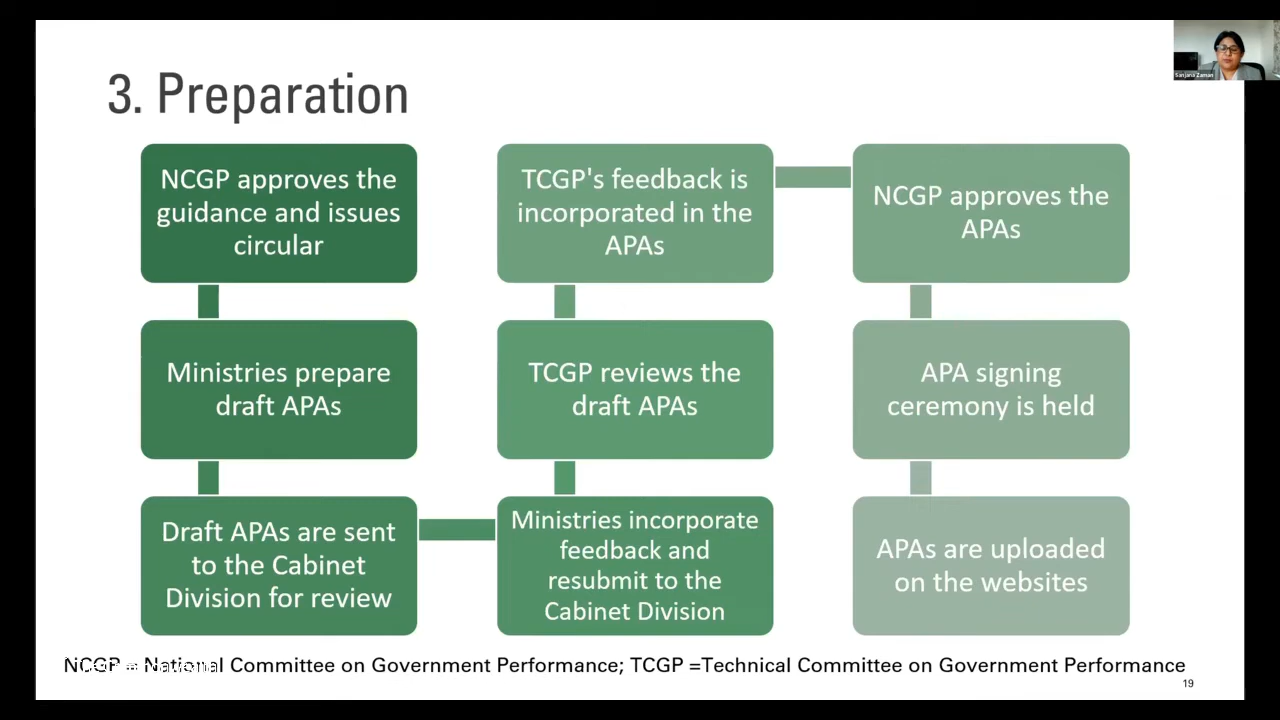 3. Preparation
Sanjana Zaman
NCGP approves the
guidance and issues
circular
Ministries prepare
draft APAs
Draft APAs are sent
to the Cabinet
Division for review
Ministries incorporate
feedback and
resubmit to the
Cabinet Division
TCGP reviews the
draft APAs
TCGP's feedback is
incorporated in the
APAs
NCGP approves the
APAs
APA signing
ceremony is held
APAs are uploaded
on the websites
NCGP = National Committee on Government Performance; TCGP =Technical Committee on Government Performance
19